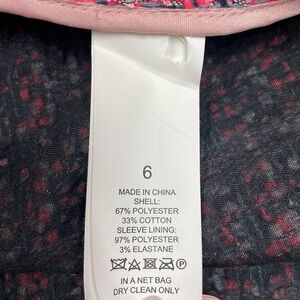 6
MADE IN CHINA
SHELL:
67% POLYESTER
33% COTTON
SLEEVE LINING:
97% POLYESTER
3% ELASTANE
P
IN A NET BAG
DRY CLEAN ONLY